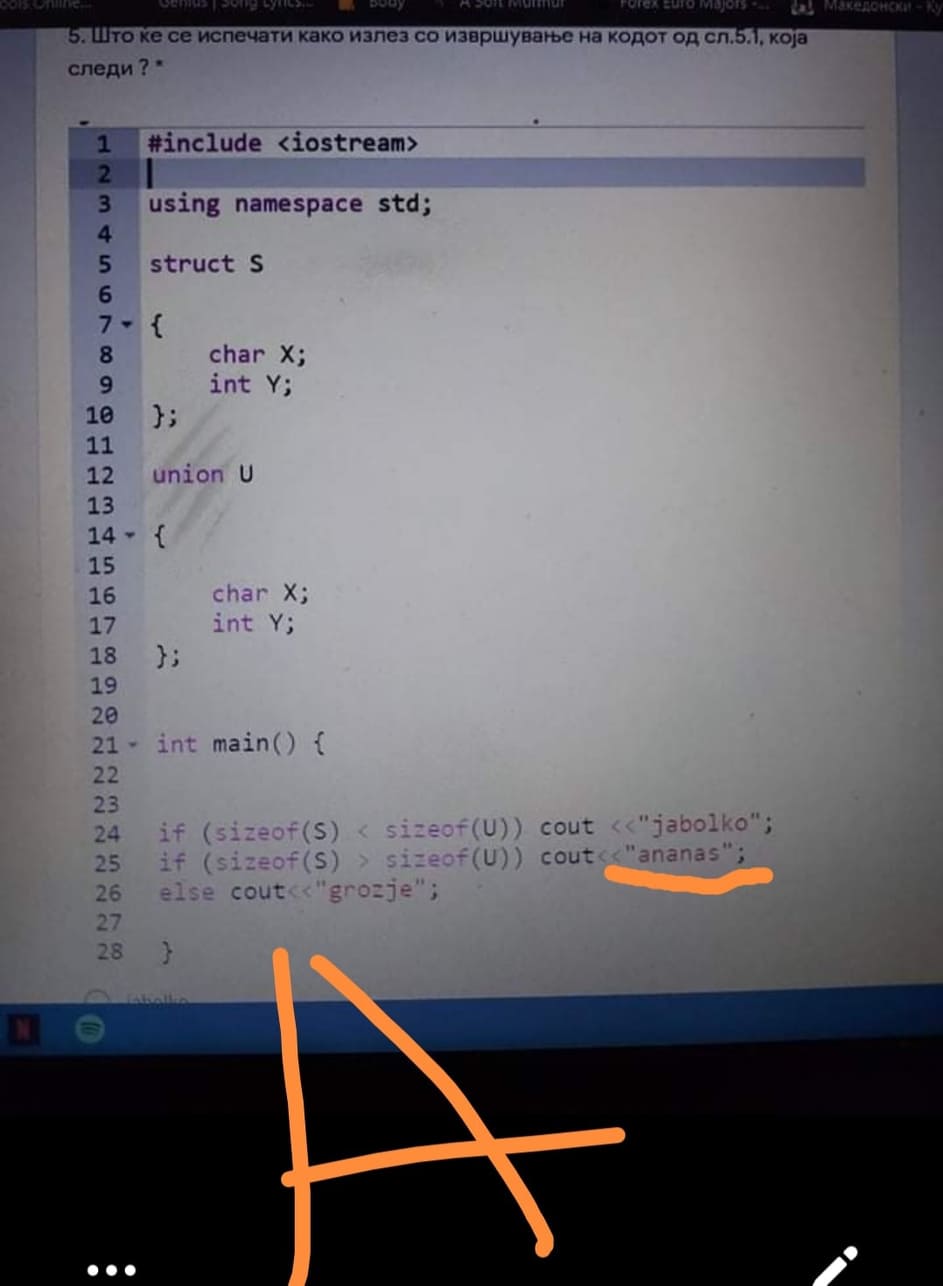 Genius | Song Lyrics...
Body
A Soft Murmur
Forex Euro Majors -...
Македонски - Ку
5. Што ќе се испечати како излез со извршување на кодот од сл.5.1, која
следи ? *
1 #include <iostream>
2
3 using namespace std;
4
5 struct S
6
7 {
8 char X;
9 int Y;
10 };
11
12 union U
13
14 {
15
16 char X;
17 int Y;
18 };
19
20
21 int main() {
22
23
24 if (sizeof(S) < sizeof(U)) cout <<"jabolko";
25 if (sizeof(S) > sizeof(U)) cout<<"ananas";
26 else cout<<"grozje";
27
28 }
jabolko
N
A